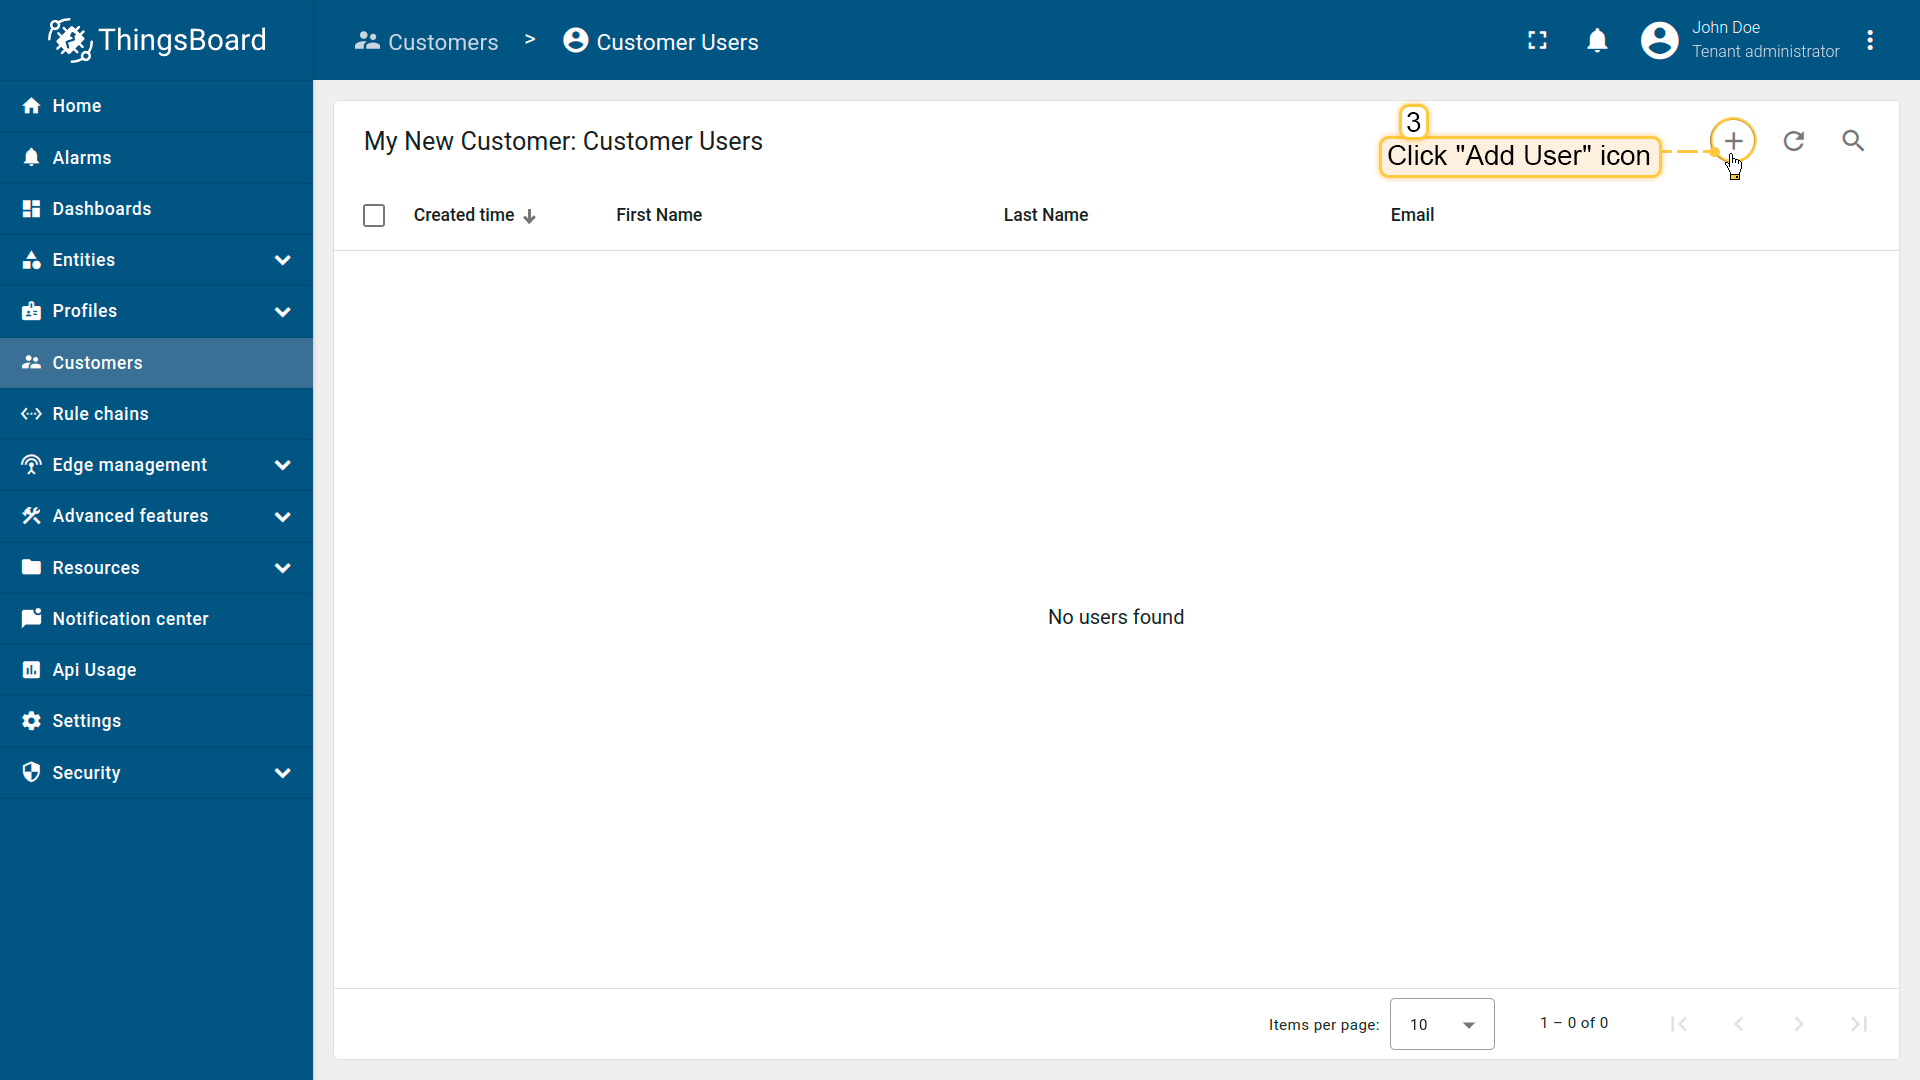 ThingsBoard
Customers > Customer Users
John Doe
Tenant administrator
Home
Alarms
Dashboards
Entities
Profiles
Customers
Rule chains
Edge management
Advanced features
Resources
Notification center
Api Usage
Settings
Security
My New Customer: Customer Users
3
Click "Add User" icon
Created time First Name Last Name Email
No users found
Items per page: 10 1 – 0 of 0